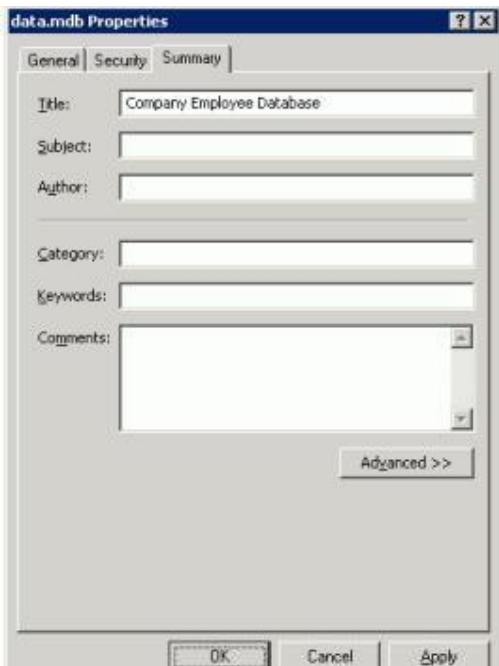 data.mdb Properties
General Security Summary
Title: Company Employee Database
Subject:
Author:
Category:
Keywords:
Comments:
Advanced >>
OK Cancel Apply